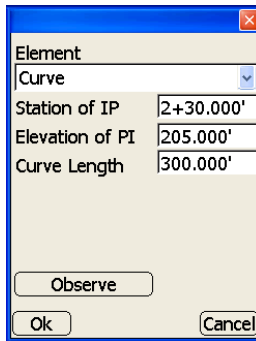 Element
Curve
Station of IP 2+30.000'
Elevation of PI 205.000'
Curve Length 300.000'
Observe
Ok Cancel